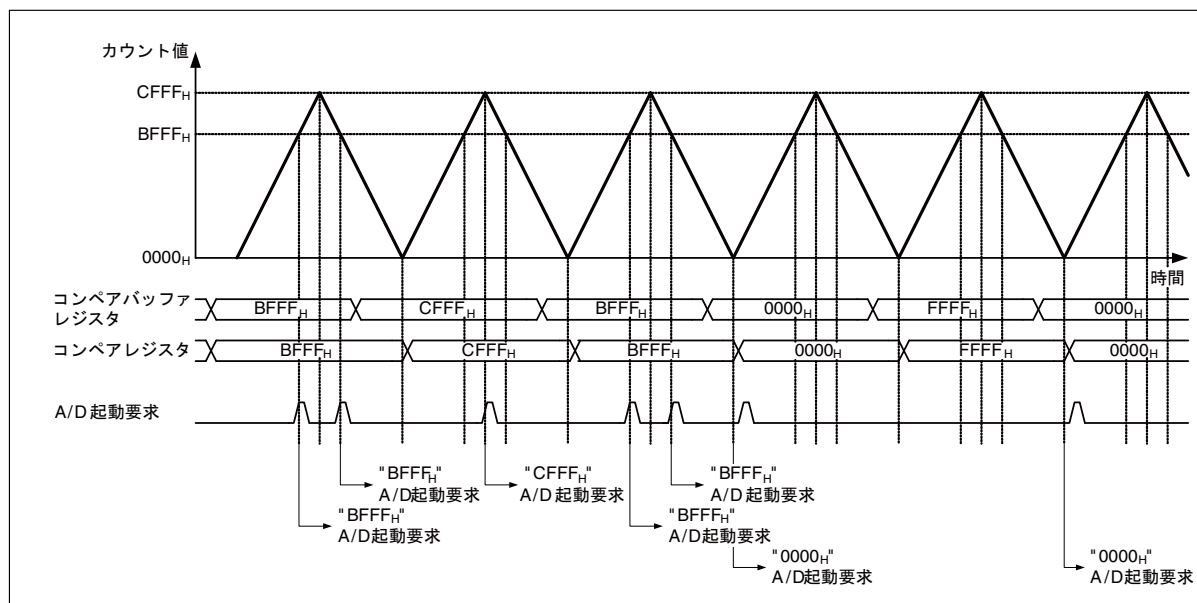 カウント値
CFFFH
BFFFH
0000H
時間
コンペアバッファ
レジスタ
BFFFH CFFFH BFFFH 0000H FFFFH 0000H
コンペアレジスタ
BFFFH CFFFH BFFFH 0000H FFFFH 0000H
A/D 起動要求
"BFFFH"
A/D起動要求
"CFFFH"
A/D起動要求
"BFFFH"
A/D起動要求
"BFFFH"
A/D起動要求
"BFFFH"
A/D起動要求
"0000H"
A/D起動要求
"0000H"
A/D起動要求